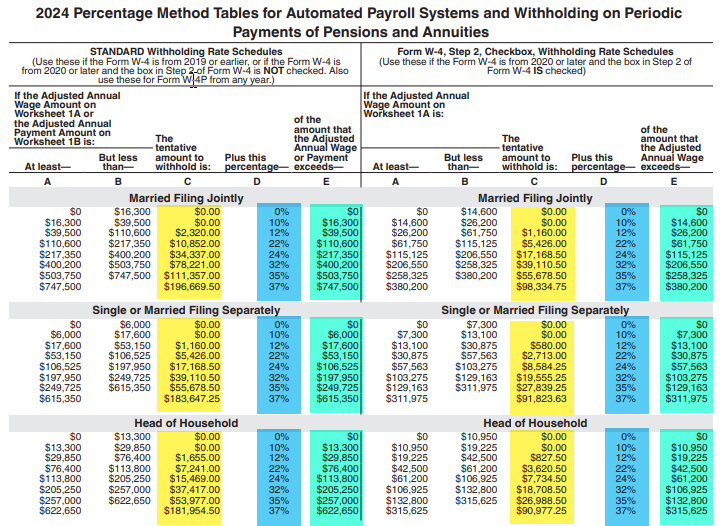 2024 Percentage Method Tables for Automated Payroll Systems and Withholding on Periodic
Payments of Pensions and Annuities
STANDARD Withholding Rate Schedules
(Use these if the Form W-4 is from 2019 or earlier, or if the Form W-4 is
from 2020 or later and the box in Step 2 of Form W-4 is NOT checked. Also
use these for Form W-4P from any year.)
Form W-4, Step 2, Checkbox, Withholding Rate Schedules
(Use these if the Form W-4 is from 2020 or later and the box in Step 2 of
Form W-4 IS checked)
If the Adjusted Annual
Wage Amount on
Worksheet 1A or
the Adjusted Annual
Payment Amount on
Worksheet 1B is:
The
tentative
amount to
withhold is:
of the
amount that
the Adjusted
Annual Wage
or Payment
exceeds—
At least—
But less
than—
Plus this
percentage—
If the Adjusted Annual
Wage Amount on
Worksheet 1A is:
The
tentative
amount to
withhold is:
of the
amount that
the Adjusted
Annual Wage
exceeds—
At least—
But less
than—
Plus this
percentage—
A B C D E A B C D E
Married Filing Jointly Married Filing Jointly
$0 $16,300 $0.00 0% $0 $0 $14,600 $0.00 0% $0
$16,300 $39,500 $0.00 10% $16,300 $14,600 $26,200 $0.00 10% $14,600
$39,500 $110,600 $2,320.00 12% $39,500 $26,200 $61,750 $1,160.00 12% $26,200
$110,600 $217,350 $10,852.00 22% $110,600 $61,750 $115,125 $5,426.00 22% $61,750
$217,350 $400,200 $34,337.00 24% $217,350 $115,125 $206,550 $17,168.50 24% $115,125
$400,200 $503,750 $78,221.00 32% $400,200 $206,550 $258,325 $39,110.50 32% $206,550
$503,750 $747,500 $111,357.00 35% $503,750 $258,325 $380,200 $55,678.50 35% $258,325
$747,500 $196,669.50 37% $747,500 $380,200 $98,334.75 37% $380,200
Single or Married Filing Separately Single or Married Filing Separately
$0 $6,000 $0.00 0% $0 $0 $7,300 $0.00 0% $0
$6,000 $17,600 $0.00 10% $6,000 $7,300 $13,100 $0.00 10% $7,300
$17,600 $53,150 $1,160.00 12% $17,600 $13,100 $30,875 $580.00 12% $13,100
$53,150 $106,525 $5,426.00 22% $53,150 $30,875 $57,563 $2,713.00 22% $30,875
$106,525 $197,950 $17,168.50 24% $106,525 $57,563 $103,275 $8,584.25 24% $57,563
$197,950 $249,725 $39,110.50 32% $197,950 $103,275 $129,163 $19,555.25 32% $103,275
$249,725 $615,350 $55,678.50 35% $249,725 $129,163 $311,975 $27,839.25 35% $129,163
$615,350 $183,647.25 37% $615,350 $311,975 $91,823.63 37% $311,975
Head of Household Head of Household
$0 $13,300 $0.00 0% $0 $0 $10,950 $0.00 0% $0
$13,300 $29,850 $0.00 10% $13,300 $10,950 $19,225 $0.00 10% $10,950
$29,850 $76,400 $1,655.00 12% $29,850 $19,225 $42,500 $827.50 12% $19,225
$76,400 $113,800 $7,241.00 22% $76,400 $42,500 $61,200 $3,620.50 22% $42,500
$113,800 $205,250 $15,469.00 24% $113,800 $61,200 $106,925 $7,734.50 24% $61,200
$205,250 $257,000 $37,417.00 32% $205,250 $106,925 $132,800 $18,708.50 32% $106,925
$257,000 $622,650 $53,977.00 35% $257,000 $132,800 $315,625 $26,988.50 35% $132,800
$622,650 $181,954.50 37% $622,650 $315,625 $90,977.25 37% $315,625